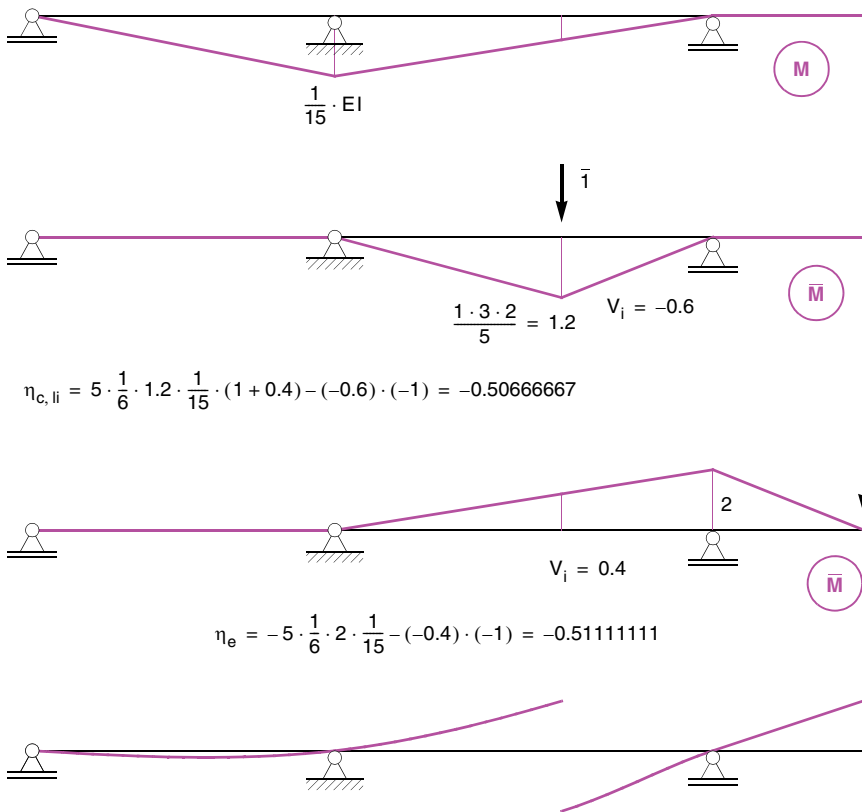 M
1/15 · EI
1̄
M̄
(1 · 3 · 2)/5 = 1.2
V_i = −0.6
η_c, li = 5 · 1/6 · 1.2 · 1/15 · (1 + 0.4) − (−0.6) · (−1) = −0.50666667
2
V_i = 0.4
M̄
η_e = − 5 · 1/6 · 2 · 1/15 − (−0.4) · (−1) = −0.51111111